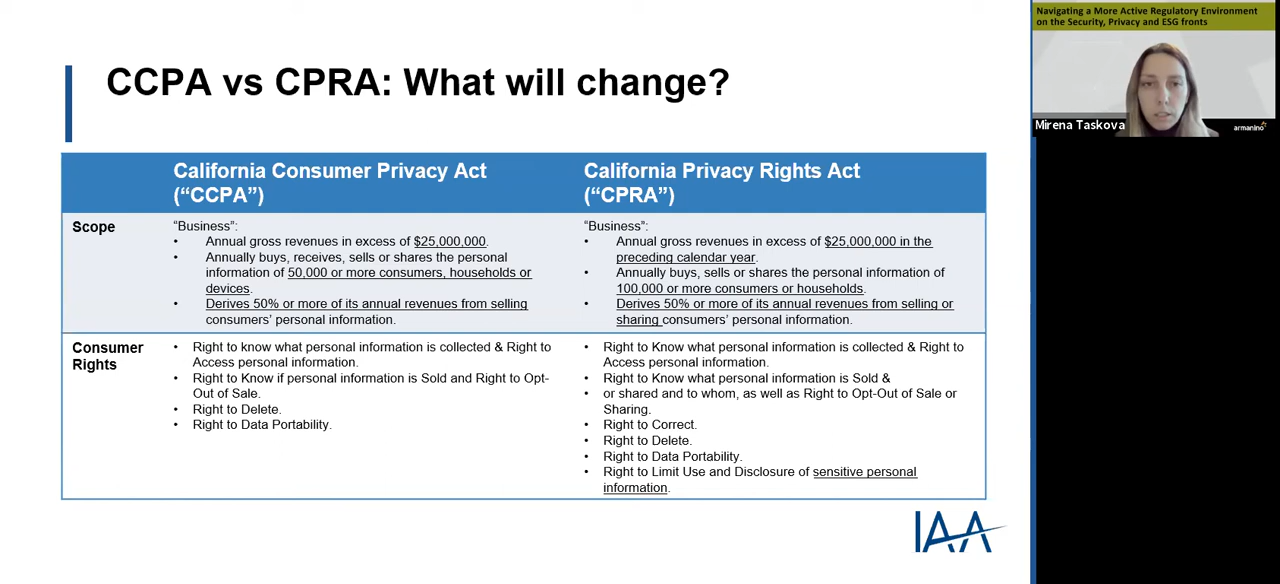 CCPA vs CPRA: What will change?
California Consumer Privacy Act
("CCPA")
California Privacy Rights Act
("CPRA")
Scope
"Business":
• Annual gross revenues in excess of $25,000,000.
• Annually buys, receives, sells or shares the personal
information of 50,000 or more consumers, households or
devices.
• Derives 50% or more of its annual revenues from selling
consumers' personal information.
"Business":
• Annual gross revenues in excess of $25,000,000 in the
preceding calendar year.
• Annually buys, sells or shares the personal information of
100,000 or more consumers or households.
• Derives 50% or more of its annual revenues from selling or
sharing consumers' personal information.
Consumer
Rights
• Right to know what personal information is collected & Right to
Access personal information.
• Right to Know if personal information is Sold and Right to Opt-
Out of Sale.
• Right to Delete.
• Right to Data Portability.
• Right to Know what personal information is collected & Right to
Access personal information.
• Right to Know what personal information is Sold &
• or shared and to whom, as well as Right to Opt-Out of Sale or
Sharing.
• Right to Correct.
• Right to Delete.
• Right to Data Portability.
• Right to Limit Use and Disclosure of sensitive personal
information.
IAA
Navigating a More Active Regulatory Environment
on the Security, Privacy and ESG fronts
Mirena Taskova
armanino